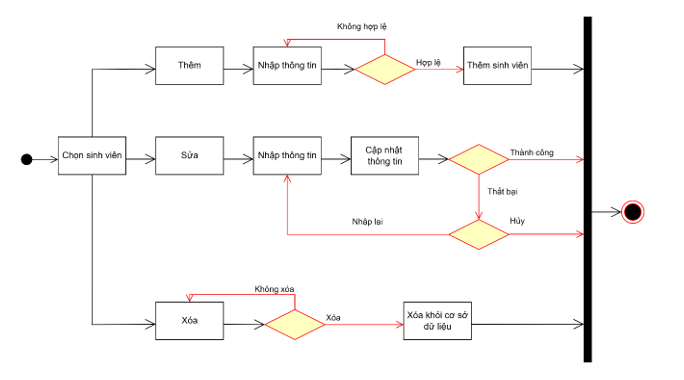 Không hợp lệ
Thêm
Nhập thông tin
Hợp lệ
Thêm sinh viên
Chọn sinh viên
Sửa
Nhập thông tin
Cập nhật
thông tin
Thành công
Thất bại
Nhập lại
Hủy
Không xóa
Xóa
Xóa
Xóa khỏi cơ sở
dữ liệu